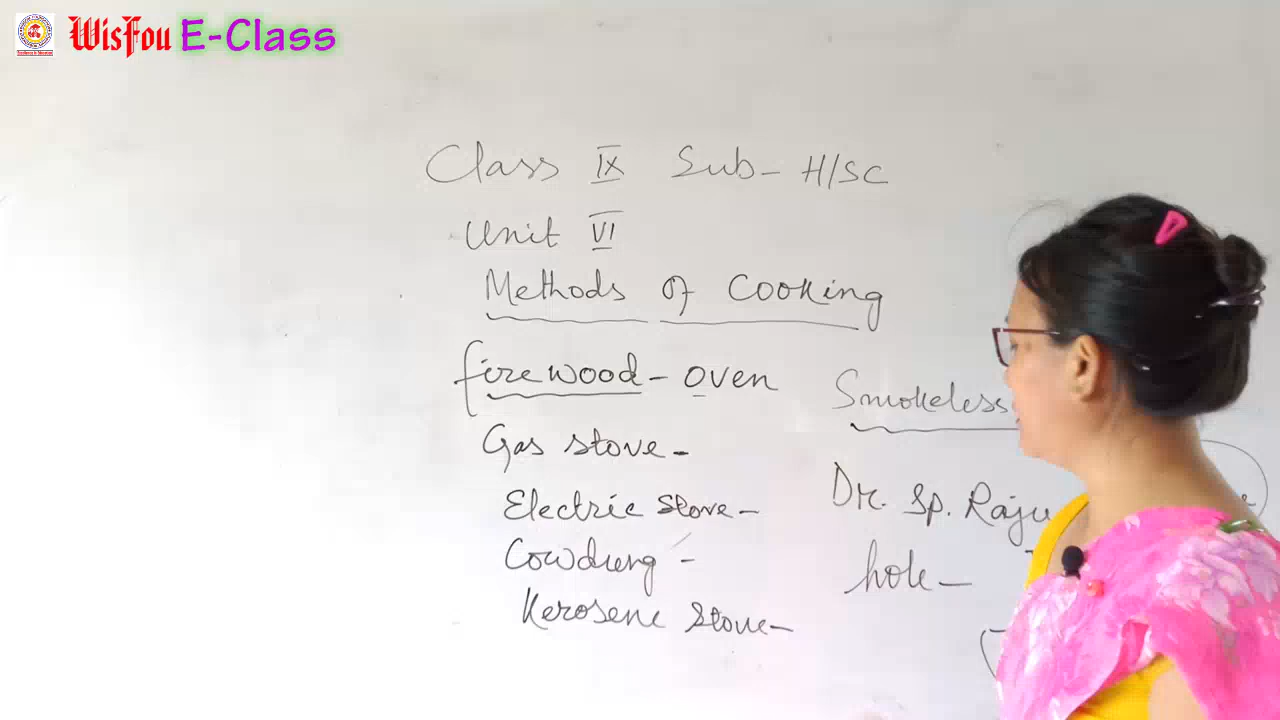 WisFou E-Class
Class IX Sub- H/SC
Unit VI
Methods of Cooking
firewood - oven
Gas stove -
Electric Stove -
Cowdung -
Kerosene Stove -
Smokeless
Dr. Sp. Raju
hole -